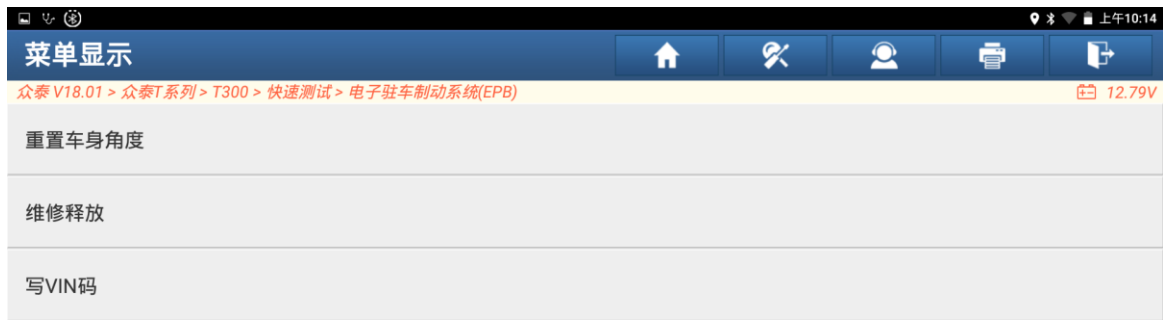 上午10:14
菜单显示
众泰 V18.01 > 众泰T系列 > T300 > 快速测试 > 电子驻车制动系统(EPB) 12.79V
重置车身角度
维修释放
写VIN码